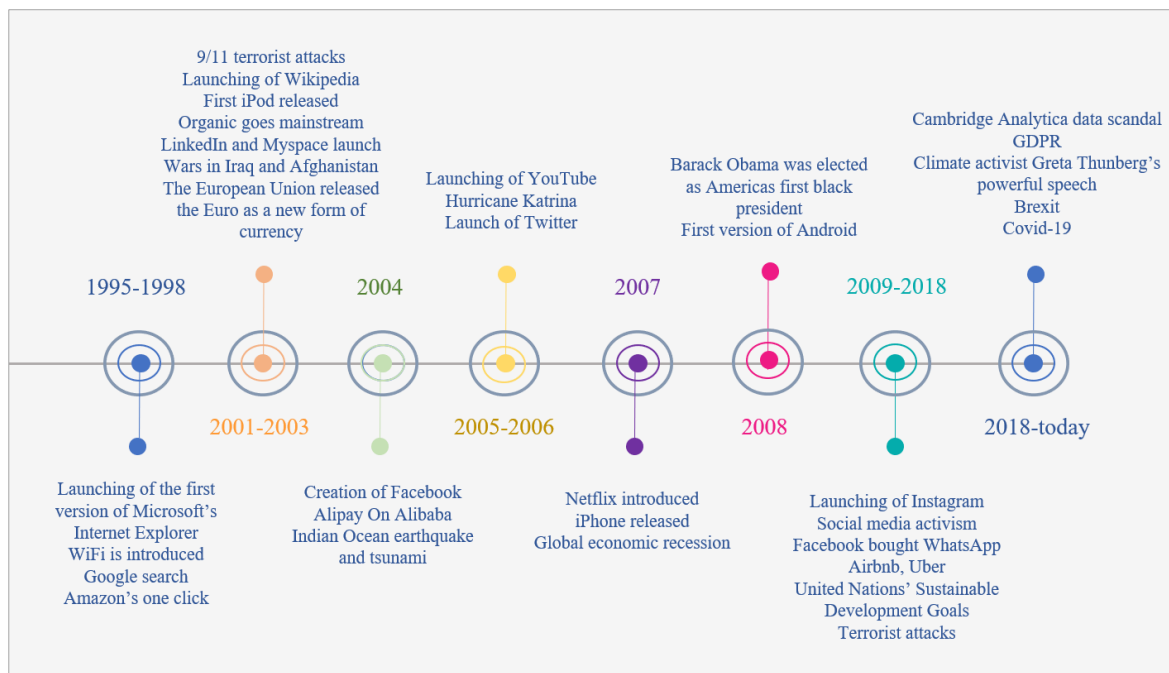 1995-1998
Launching of the first
version of Microsoft's
Internet Explorer
WiFi is introduced
Google search
Amazon's one click
9/11 terrorist attacks
Launching of Wikipedia
First iPod released
Organic goes mainstream
LinkedIn and Myspace launch
Wars in Iraq and Afghanistan
The European Union released
the Euro as a new form of
currency
2001-2003
2004
Creation of Facebook
Alipay On Alibaba
Indian Ocean earthquake
and tsunami
Launching of YouTube
Hurricane Katrina
Launch of Twitter
2005-2006
2007
Netflix introduced
iPhone released
Global economic recession
Barack Obama was elected
as Americas first black
president
First version of Android
2008
2009-2018
Launching of Instagram
Social media activism
Facebook bought WhatsApp
Airbnb, Uber
United Nations' Sustainable
Development Goals
Terrorist attacks
Cambridge Analytica data scandal
GDPR
Climate activist Greta Thunberg's
powerful speech
Brexit
Covid-19
2018-today